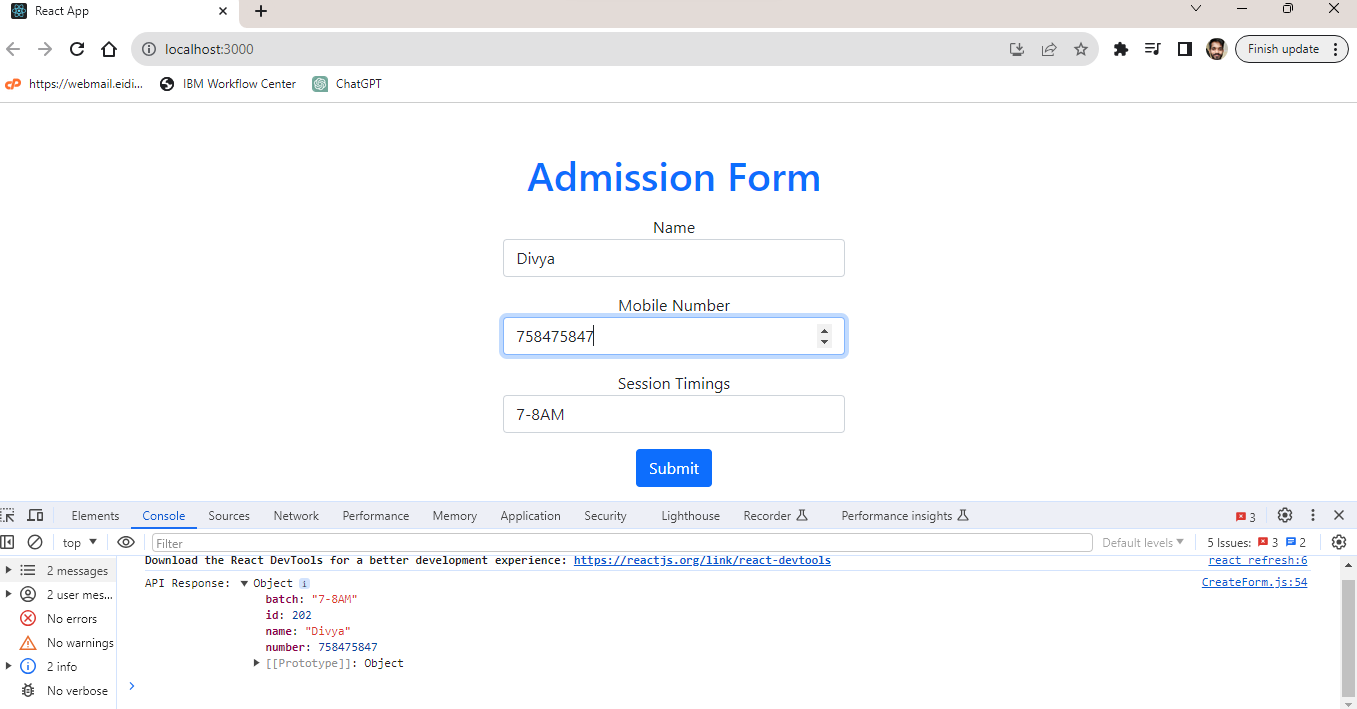 React App
localhost:3000
Finish update
https://webmail.eidi... IBM Workflow Center ChatGPT
Admission Form
Name
Divya
Mobile Number
758475847
Session Timings
7-8AM
Submit
Elements Console Sources Network Performance Memory Application Security Lighthouse Recorder Performance insights 3
top Filter Default levels 5 Issues: 3 2
2 messages
2 user mes...
No errors
No warnings
2 info
No verbose
Download the React DevTools for a better development experience: https://reactjs.org/link/react-devtools react refresh:6
API Response: Object CreateForm.js:54
batch: "7-8AM"
id: 202
name: "Divya"
number: 758475847
[[Prototype]]: Object